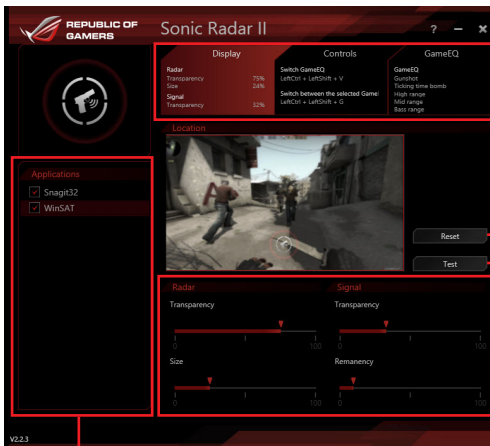 REPUBLIC OF
GAMERS
Sonic Radar II
? – ×
Display
Controls
GameEQ
Radar
Transparency 75%
Size 24%
Signal
Transparency 32%
Switch GameEQ
LeftCtrl + LeftShift + V
Switch between the selected Game
LeftCtrl + LeftShift + G
GameEQ
Gunshot
Ticking time bomb
High range
Mid range
Bass range
Location
Applications
Snagit32
WinSAT
Reset
Test
Radar
Transparency
0 100
Size
0 100
Signal
Transparency
0 100
Remanency
0 100
V2.2.3